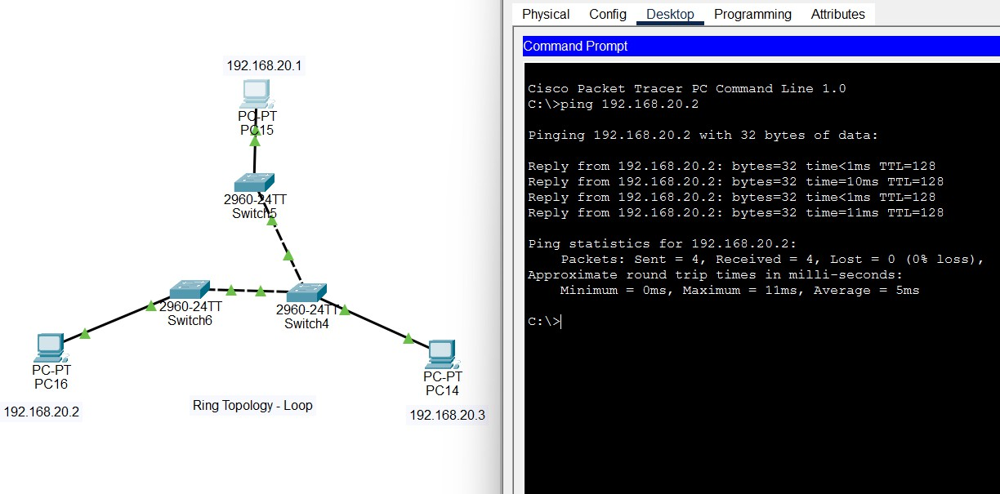 192.168.20.1
PC-PT
PC15
2960-24TT
Switch5
2960-24TT
Switch6
2960-24TT
Switch4
PC-PT
PC16
192.168.20.2
PC-PT
PC14
192.168.20.3
Ring Topology - Loop
Physical Config Desktop Programming Attributes
Command Prompt
Cisco Packet Tracer PC Command Line 1.0
C:\>ping 192.168.20.2
Pinging 192.168.20.2 with 32 bytes of data:
Reply from 192.168.20.2: bytes=32 time<1ms TTL=128
Reply from 192.168.20.2: bytes=32 time=10ms TTL=128
Reply from 192.168.20.2: bytes=32 time<1ms TTL=128
Reply from 192.168.20.2: bytes=32 time=11ms TTL=128
Ping statistics for 192.168.20.2:
    Packets: Sent = 4, Received = 4, Lost = 0 (0% loss),
Approximate round trip times in milli-seconds:
    Minimum = 0ms, Maximum = 11ms, Average = 5ms
C:\>